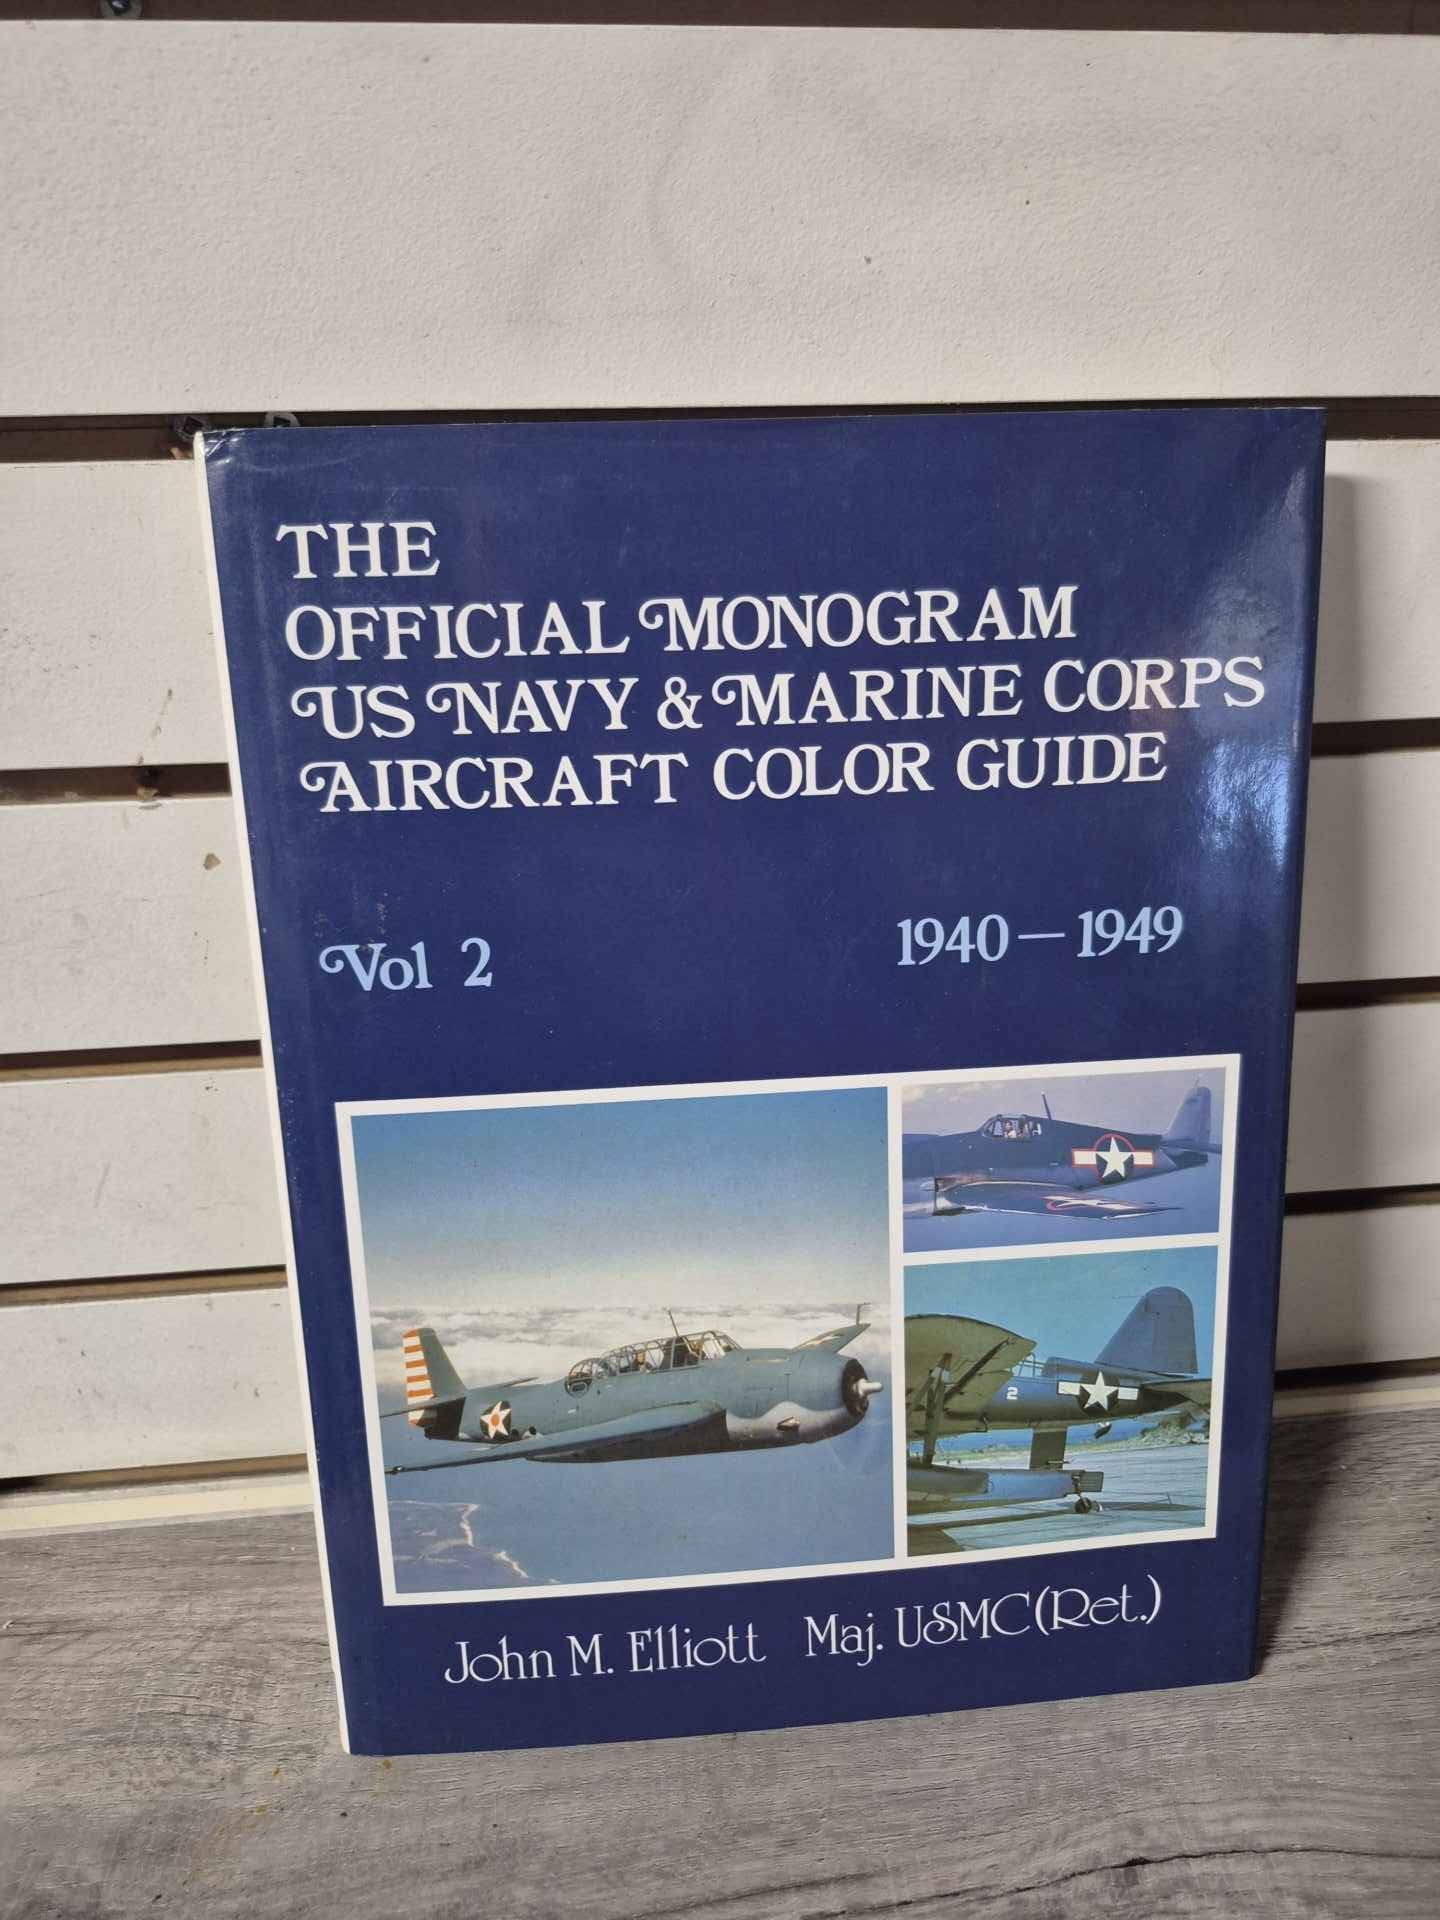 THE
OFFICIAL MONOGRAM
US NAVY & MARINE CORPS
AIRCRAFT COLOR GUIDE
Vol 2 1940—1949
2
John M. Elliott Maj. USMC (Ret.)